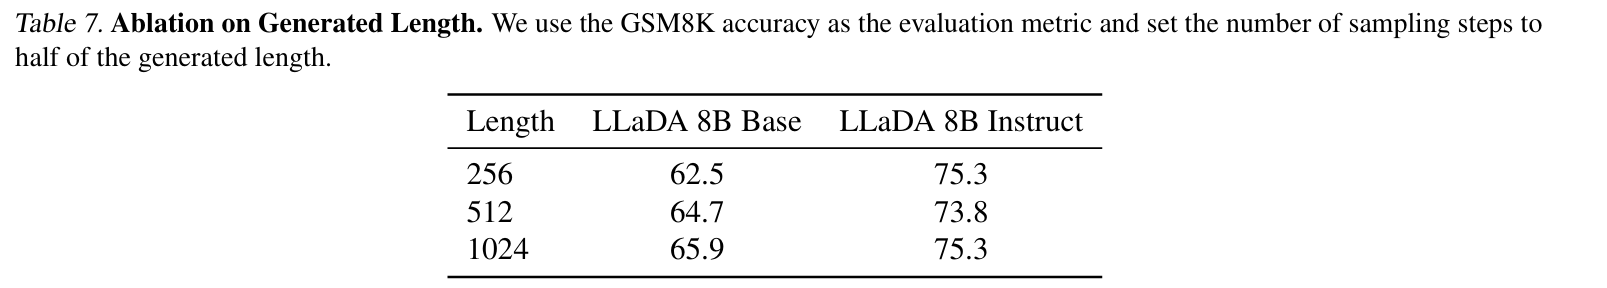 Table 7. Ablation on Generated Length. We use the GSM8K accuracy as the evaluation metric and set the number of sampling steps to
half of the generated length.
Length LLaDA 8B Base LLaDA 8B Instruct
256 62.5 75.3
512 64.7 73.8
1024 65.9 75.3